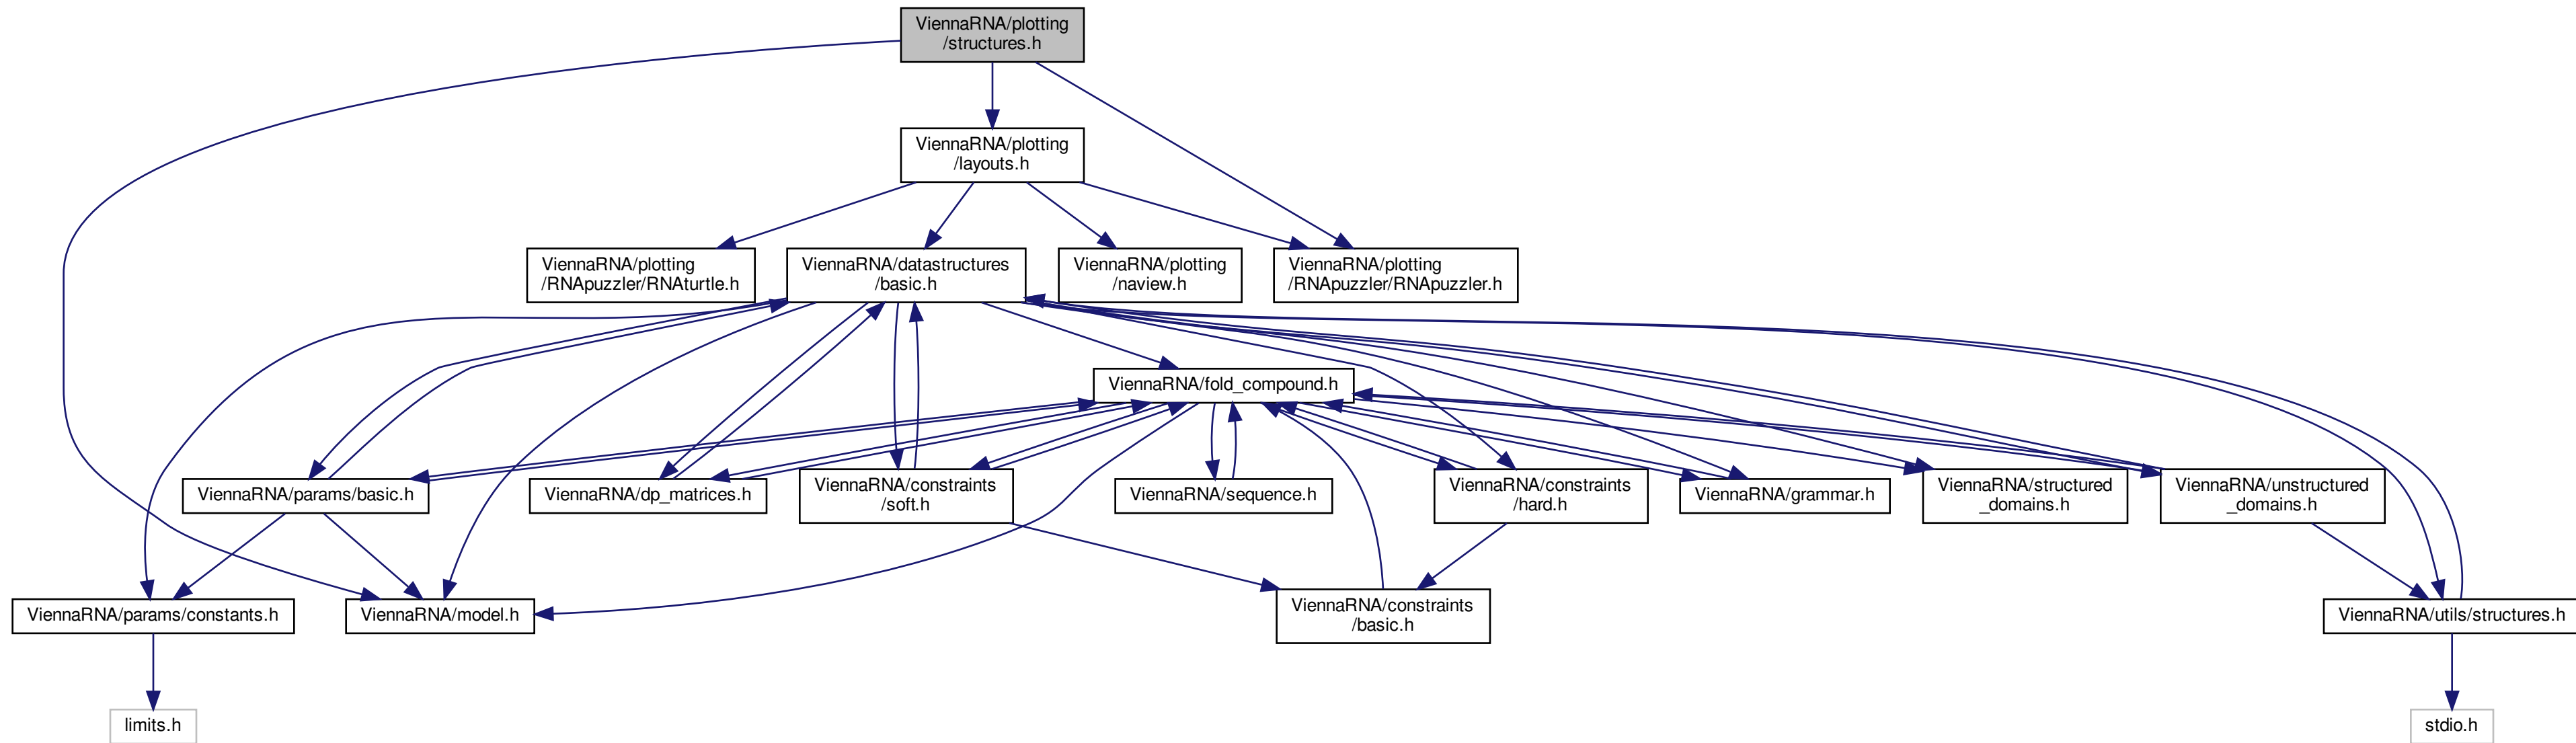 ViennaRNA/plotting
/structures.h
ViennaRNA/plotting
/layouts.h
ViennaRNA/plotting
/RNApuzzler/RNAturtle.h
ViennaRNA/datastructures
/basic.h
ViennaRNA/plotting
/naview.h
ViennaRNA/plotting
/RNApuzzler/RNApuzzler.h
ViennaRNA/fold_compound.h
ViennaRNA/params/basic.h
ViennaRNA/dp_matrices.h
ViennaRNA/constraints
/soft.h
ViennaRNA/sequence.h
ViennaRNA/constraints
/hard.h
ViennaRNA/grammar.h
ViennaRNA/structured
_domains.h
ViennaRNA/unstructured
_domains.h
ViennaRNA/params/constants.h
ViennaRNA/model.h
ViennaRNA/constraints
/basic.h
ViennaRNA/utils/structures.h
limits.h
stdio.h